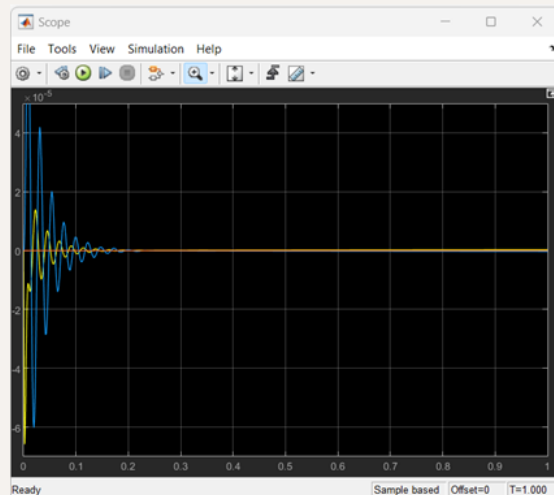 Scope
File Tools View Simulation Help
×10-5
4
2
0
-2
-4
-6
0 0.1 0.2 0.3 0.4 0.5 0.6 0.7 0.8 0.9 1
Ready Sample based Offset=0 T=1.000